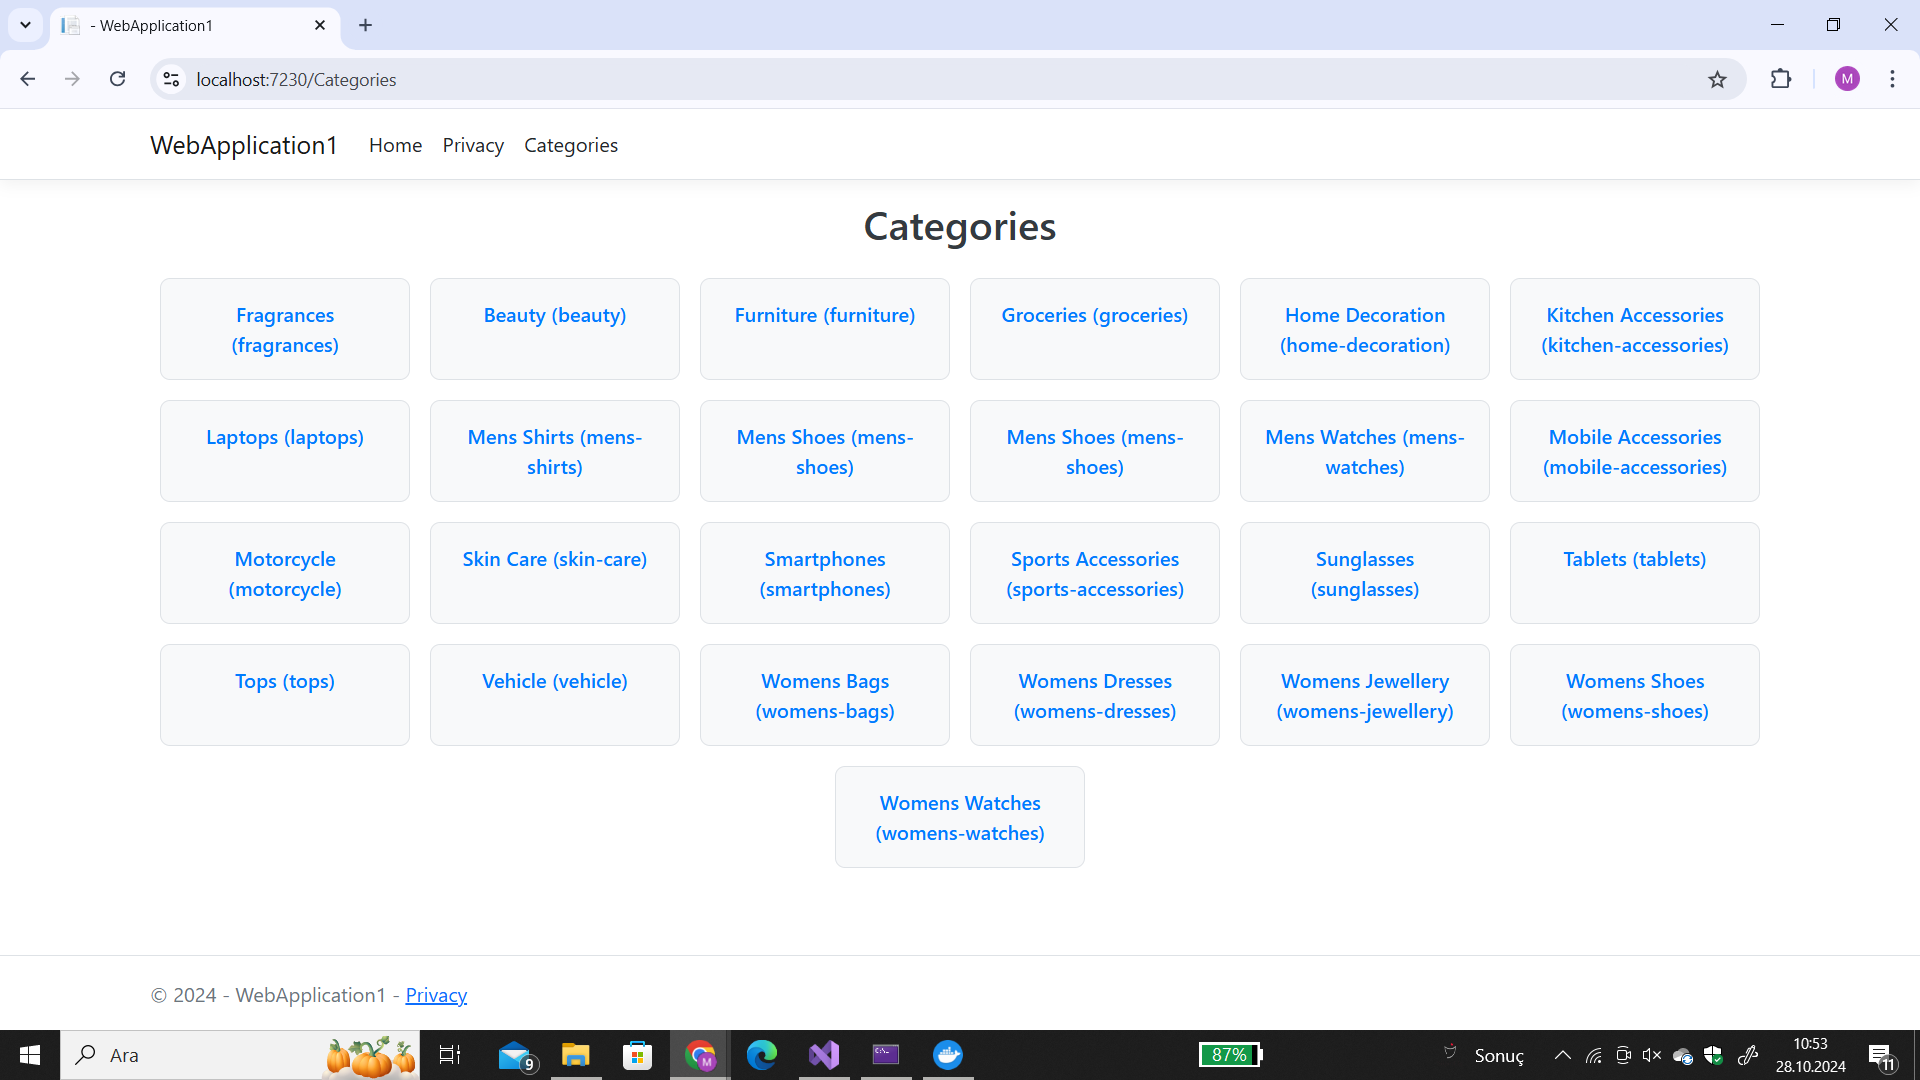 - WebApplication1
localhost:7230/Categories
M
WebApplication1 Home Privacy Categories
Categories
Fragrances
(fragrances)
Beauty (beauty)
Furniture (furniture)
Groceries (groceries)
Home Decoration
(home-decoration)
Kitchen Accessories
(kitchen-accessories)
Laptops (laptops)
Mens Shirts (mens-
shirts)
Mens Shoes (mens-
shoes)
Mens Shoes (mens-
shoes)
Mens Watches (mens-
watches)
Mobile Accessories
(mobile-accessories)
Motorcycle
(motorcycle)
Skin Care (skin-care)
Smartphones
(smartphones)
Sports Accessories
(sports-accessories)
Sunglasses
(sunglasses)
Tablets (tablets)
Tops (tops)
Vehicle (vehicle)
Womens Bags
(womens-bags)
Womens Dresses
(womens-dresses)
Womens Jewellery
(womens-jewellery)
Womens Shoes
(womens-shoes)
Womens Watches
(womens-watches)
© 2024 - WebApplication1 - Privacy
Ara
9
M
C:\.
87%
Sonuç
10:53
28.10.2024
11